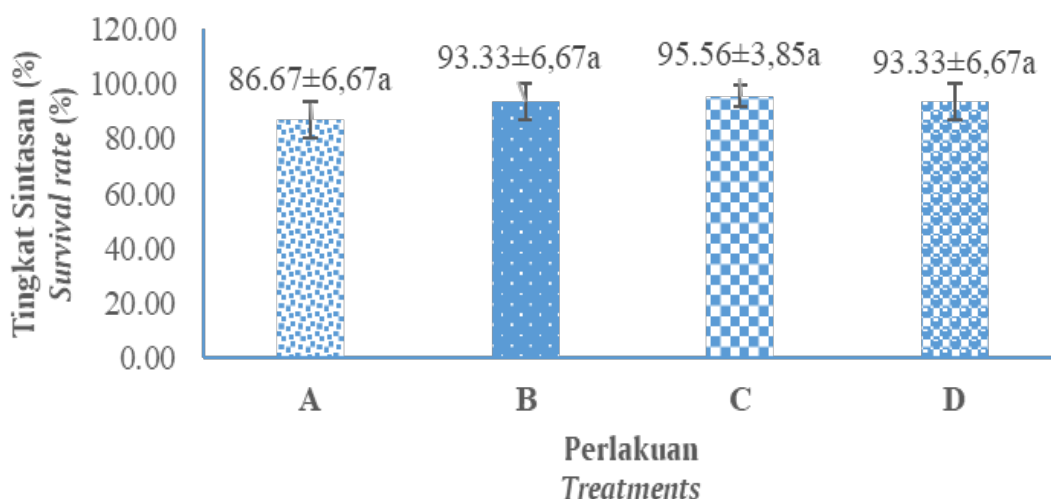 Tingkat Sintasan (%)
Survival rate (%)
120.00
100.00
80.00
60.00
40.00
20.00
0.00
86.67±6,67a
93.33±6,67a
95.56±3,85a
93.33±6,67a
A
B
C
D
Perlakuan
Treatments